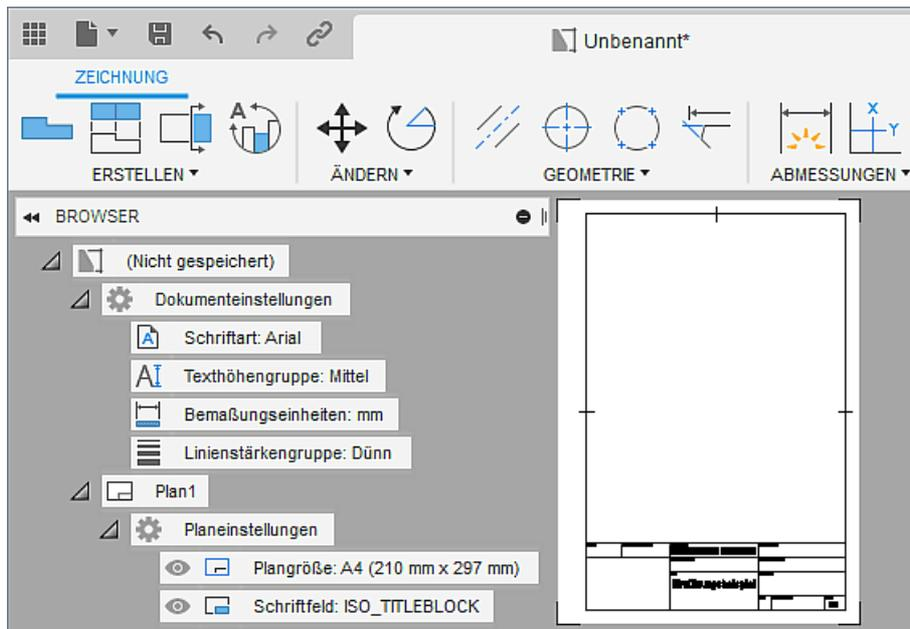 Unbenannt*
ZEICHNUNG
A
X
Y
ERSTELLEN
ÄNDERN
GEOMETRIE
ABMESSUNGEN
BROWSER
(Nicht gespeichert)
Dokumenteinstellungen
A
Schriftart: Arial
A
Texthöhengruppe: Mittel
Bemaßungseinheiten: mm
Linienstärkengruppe: Dünn
Plan1
Planeinstellungen
Plangröße: A4 (210 mm x 297 mm)
Schriftfeld: ISO_TITLEBLOCK